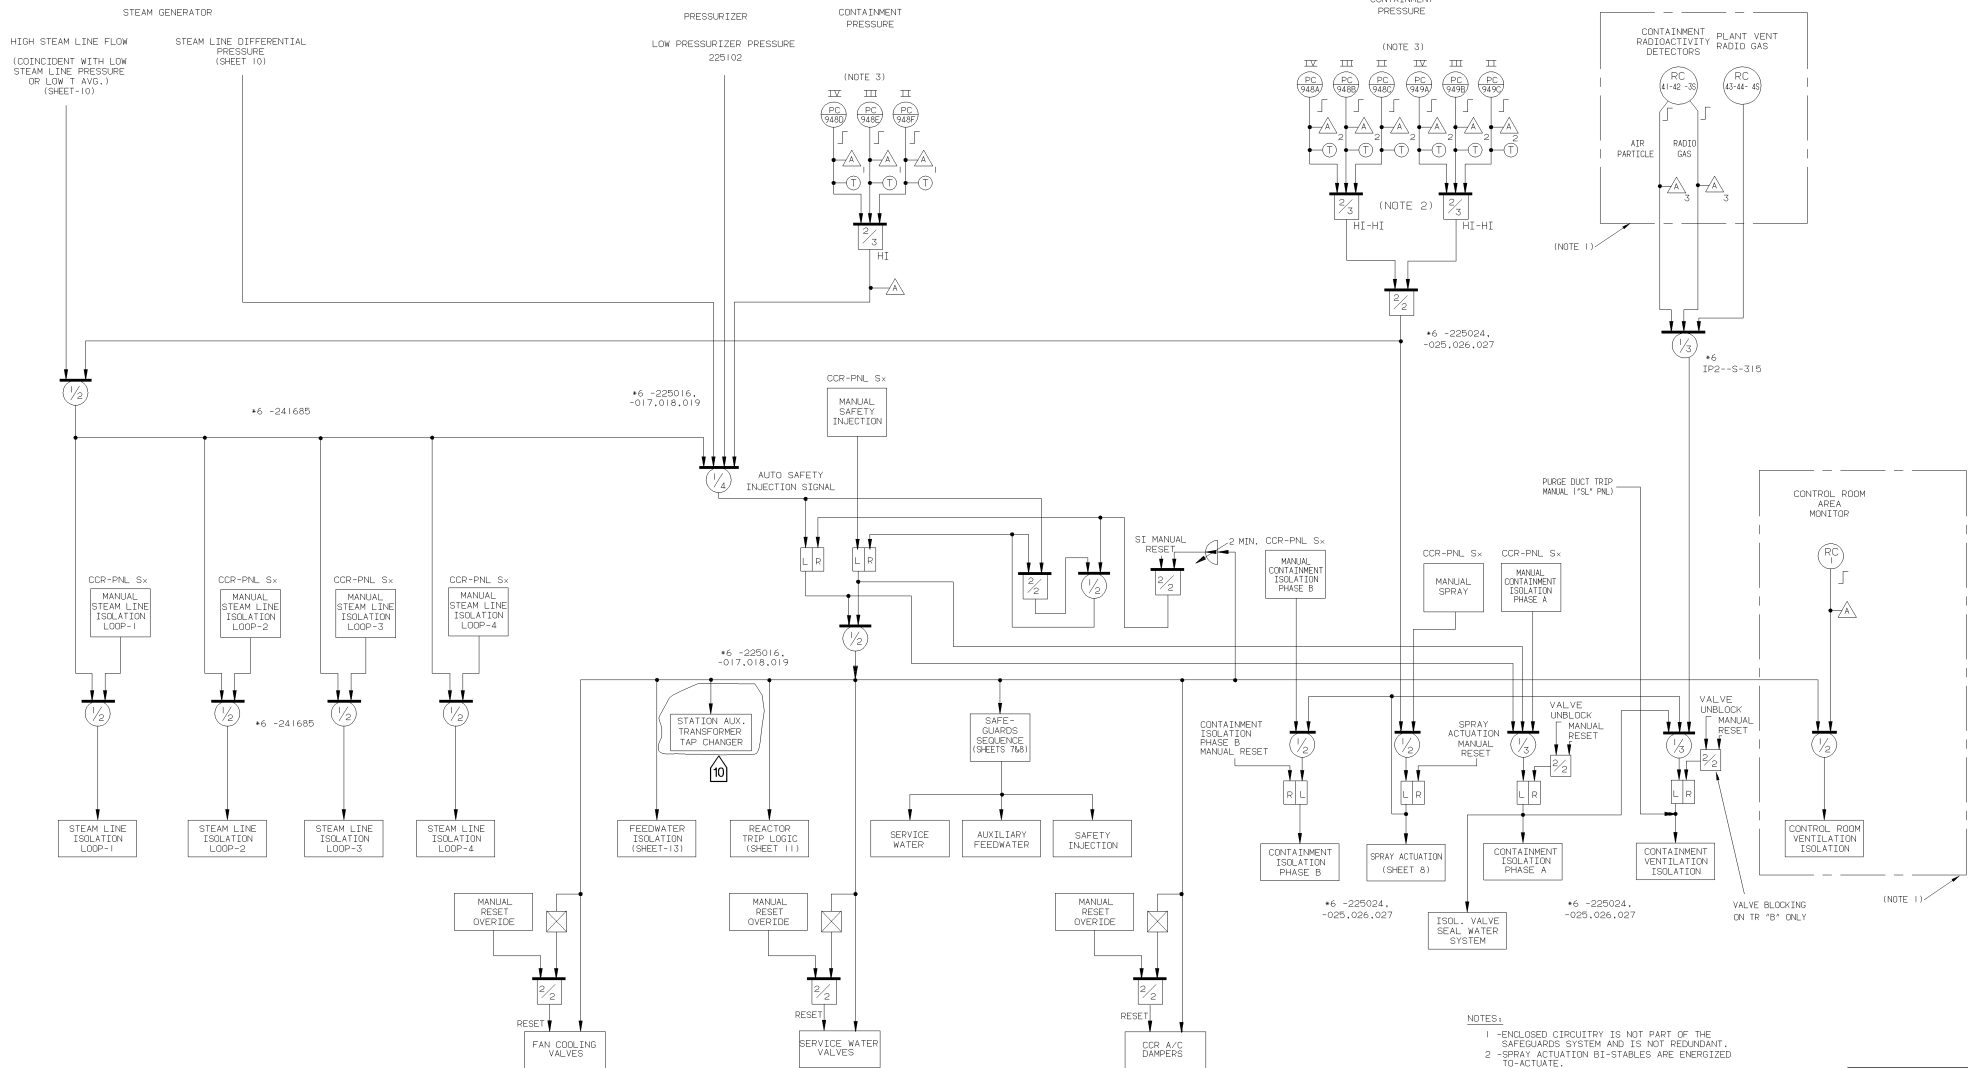 STEAM GENERATOR
HIGH STEAM LINE FLOW
(COINCIDENT WITH LOW
STEAM LINE PRESSURE
OR LOW T AVG.)
(SHEET-10)
STEAM LINE DIFFERENTIAL
PRESSURE
(SHEET 10)
PRESSURIZER
LOW PRESSURIZER PRESSURE
225102
CONTAINMENT
PRESSURE
(NOTE 3)
IV III II
PC 948D
PC 948E
PC 948F
A A A
1 1 1
T T T
2/3
HI
A
CONTAINMENT
PRESSURE
(NOTE 3)
IV III II IV III II
PC 948A
PC 948B
PC 948C
PC 949A
PC 949B
PC 949C
A A A A A A
2 2 2 2 2 2
T T T T T T
2/3
(NOTE 2)
2/3
HI-HI
HI-HI
2/2
*6 -225024,
-025,026,027
CONTAINMENT
RADIOACTIVITY
DETECTORS
PLANT VENT
RADIO GAS
RC
41-42 -3S
RC
43-44- 4S
AIR
PARTICLE
RADIO
GAS
A
3
A
3
(NOTE 1)
1/3
*6
IP2--S-315
1/2
*6 -241685
*6 -225016,
-017,018,019
1/4
AUTO SAFETY
INJECTION SIGNAL
CCR-PNL Sx
MANUAL
SAFETY
INJECTION
L R
L R
2/2
1/2
SI MANUAL
RESET
2/2
2 MIN.
1/2
*6 -225016,
-017,018,019
CCR-PNL Sx
MANUAL
STEAM LINE
ISOLATION
LOOP-1
CCR-PNL Sx
MANUAL
STEAM LINE
ISOLATION
LOOP-2
CCR-PNL Sx
MANUAL
STEAM LINE
ISOLATION
LOOP-3
CCR-PNL Sx
MANUAL
STEAM LINE
ISOLATION
LOOP-4
1/2
1/2
*6 -241685
1/2
1/2
STEAM LINE
ISOLATION
LOOP-1
STEAM LINE
ISOLATION
LOOP-2
STEAM LINE
ISOLATION
LOOP-3
STEAM LINE
ISOLATION
LOOP-4
STATION AUX.
TRANSFORMER
TAP CHANGER
10
SAFE-
GUARDS
SEQUENCE
(SHEETS 7&8)
FEEDWATER
ISOLATION
(SHEET-13)
REACTOR
TRIP LOGIC
(SHEET 11)
SERVICE
WATER
AUXILIARY
FEEDWATER
SAFETY
INJECTION
CCR-PNL Sx
MANUAL
CONTAINMENT
ISOLATION
PHASE B
CCR-PNL Sx
MANUAL
SPRAY
CCR-PNL Sx
MANUAL
CONTAINMENT
ISOLATION
PHASE A
PURGE DUCT TRIP
MANUAL ("SL" PNL)
CONTROL ROOM
AREA
MONITOR
RC
1
A
CONTAINMENT
ISOLATION
PHASE B
MANUAL RESET
1/2
R L
1/2
L R
SPRAY
ACTUATION
MANUAL
RESET
1/3
L R
VALVE
UNBLOCK
MANUAL
RESET
2/2
1/3
L R
VALVE
UNBLOCK
MANUAL
RESET
2/2
1/2
CONTAINMENT
ISOLATION
PHASE B
SPRAY ACTUATION
(SHEET 8)
CONTAINMENT
ISOLATION
PHASE A
CONTAINMENT
VENTILATION
ISOLATION
CONTROL ROOM
VENTILATION
ISOLATION
*6 -225024,
-025,026,027
ISOL. VALVE
SEAL WATER
SYSTEM
*6 -225024,
-025,026,027
VALVE BLOCKING
ON TR "B" ONLY
(NOTE 1)
MANUAL
RESET
OVERIDE
2/2
RESET
FAN COOLING
VALVES
MANUAL
RESET
OVERIDE
2/2
RESET
SERVICE WATER
VALVES
MANUAL
RESET
OVERIDE
2/2
RESET
CCR A/C
DAMPERS
NOTES:
1 -ENCLOSED CIRCUITRY IS NOT PART OF THE
SAFEGUARDS SYSTEM AND IS NOT REDUNDANT.
2 -SPRAY ACTUATION BI-STABLES ARE ENERGIZED
TO-ACTUATE.